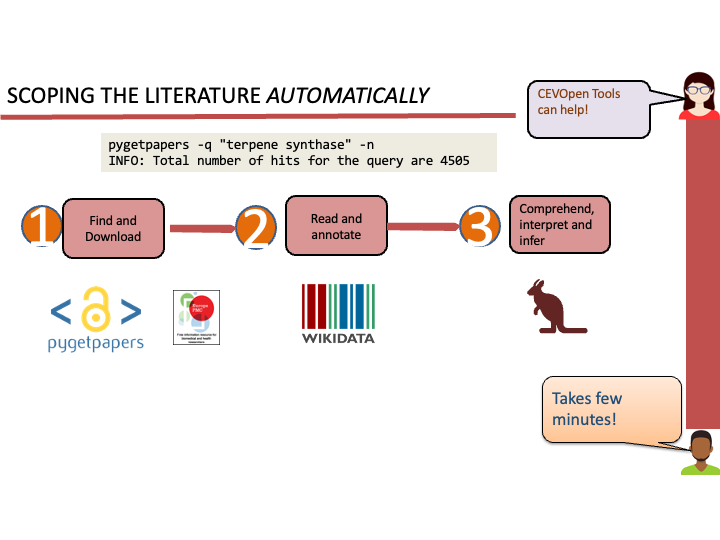 SCOPING THE LITERATURE AUTOMATICALLY
CEVOpen Tools
can help!
pygetpapers -q "terpene synthase" -n
INFO: Total number of hits for the query are 4505
1
Find and
Download
2
Read and
annotate
3
Comprehend,
interpret and
infer
< >
pygetpapers
Europe
PMC
WIKIDATA
Takes few
minutes!